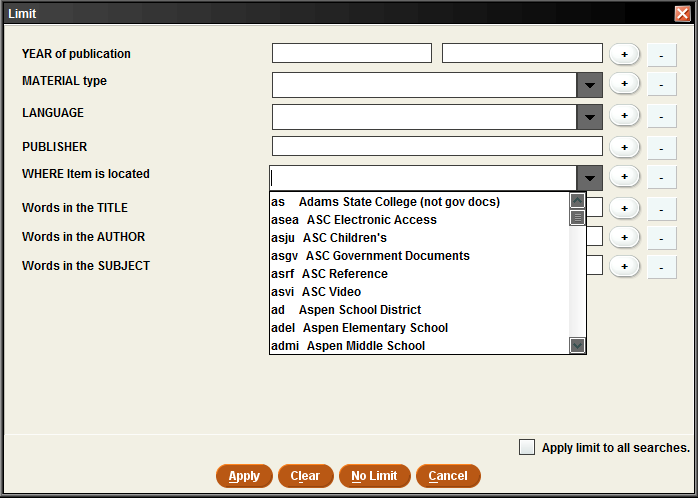 Limit
YEAR of publication + -
MATERIAL type + -
LANGUAGE + -
PUBLISHER + -
WHERE Item is located + -
Words in the TITLE + -
Words in the AUTHOR + -
Words in the SUBJECT + -
as Adams State College (not gov docs)
asea ASC Electronic Access
asju ASC Children's
asgv ASC Government Documents
asrf ASC Reference
asvi ASC Video
ad Aspen School District
adel Aspen Elementary School
admi Aspen Middle School
Apply limit to all searches.
Apply Clear No Limit Cancel